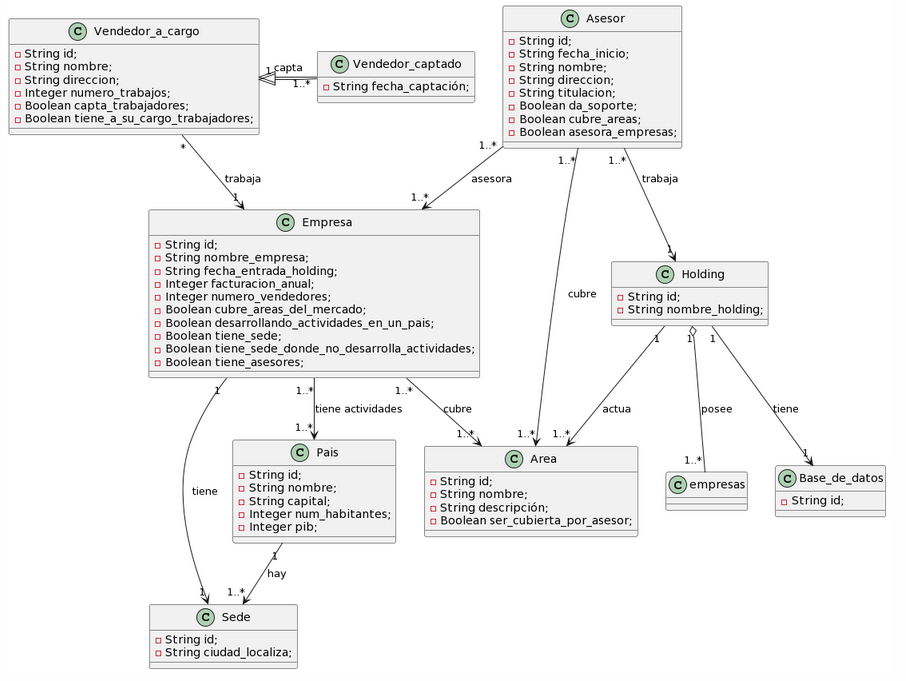 C Vendedor_a_cargo
String id;
String nombre;
String direccion;
Integer numero_trabajos;
Boolean capta_trabajadores;
Boolean tiene_a_su_cargo_trabajadores;
1 capta 1..*
C Vendedor_captado
String fecha_captación;
C Asesor
String id;
String fecha_inicio;
String nombre;
String direccion;
String titulacion;
Boolean da_soporte;
Boolean cubre_areas;
Boolean asesora_empresas;
* trabaja 1
1..* asesora 1..*
1..* cubre 1..*
1..* trabaja 1
C Empresa
String id;
String nombre_empresa;
String fecha_entrada_holding;
Integer facturacion_anual;
Integer numero_vendedores;
Boolean cubre_areas_del_mercado;
Boolean desarrollando_actividades_en_un_pais;
Boolean tiene_sede;
Boolean tiene_sede_donde_no_desarrolla_actividades;
Boolean tiene_asesores;
C Holding
String id;
String nombre_holding;
1 tiene 1
1..* tiene actividades 1..*
1..* cubre 1..*
1 actua 1..*
1 posee 1..*
1 tiene 1
C Pais
String id;
String nombre;
String capital;
Integer num_habitantes;
Integer pib;
C Area
String id;
String nombre;
String descripción;
Boolean ser_cubierta_por_asesor;
C empresas
C Base_de_datos
String id;
1 hay 1..*
C Sede
String id;
String ciudad_localiza;